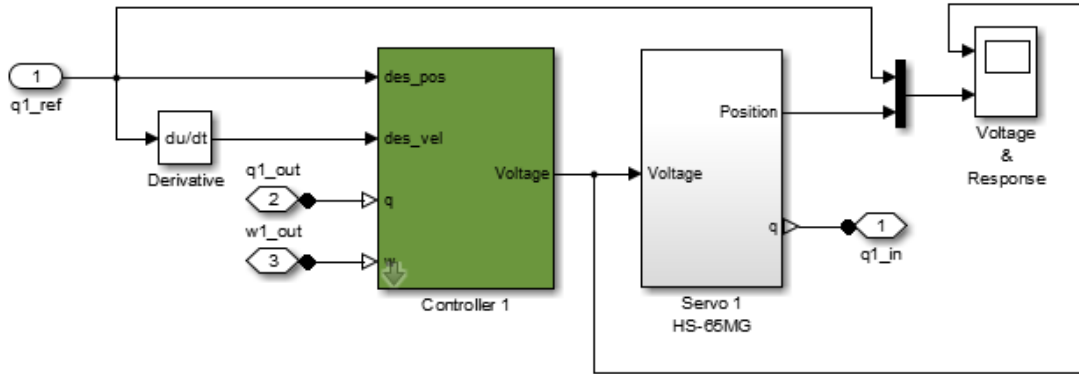 1
q1_ref
du/dt
Derivative
q1_out
2
w1_out
3
des_pos
des_vel
q
w
Voltage
Controller 1
Voltage
Position
q
Servo 1
HS-65MG
1
q1_in
Voltage
&
Response